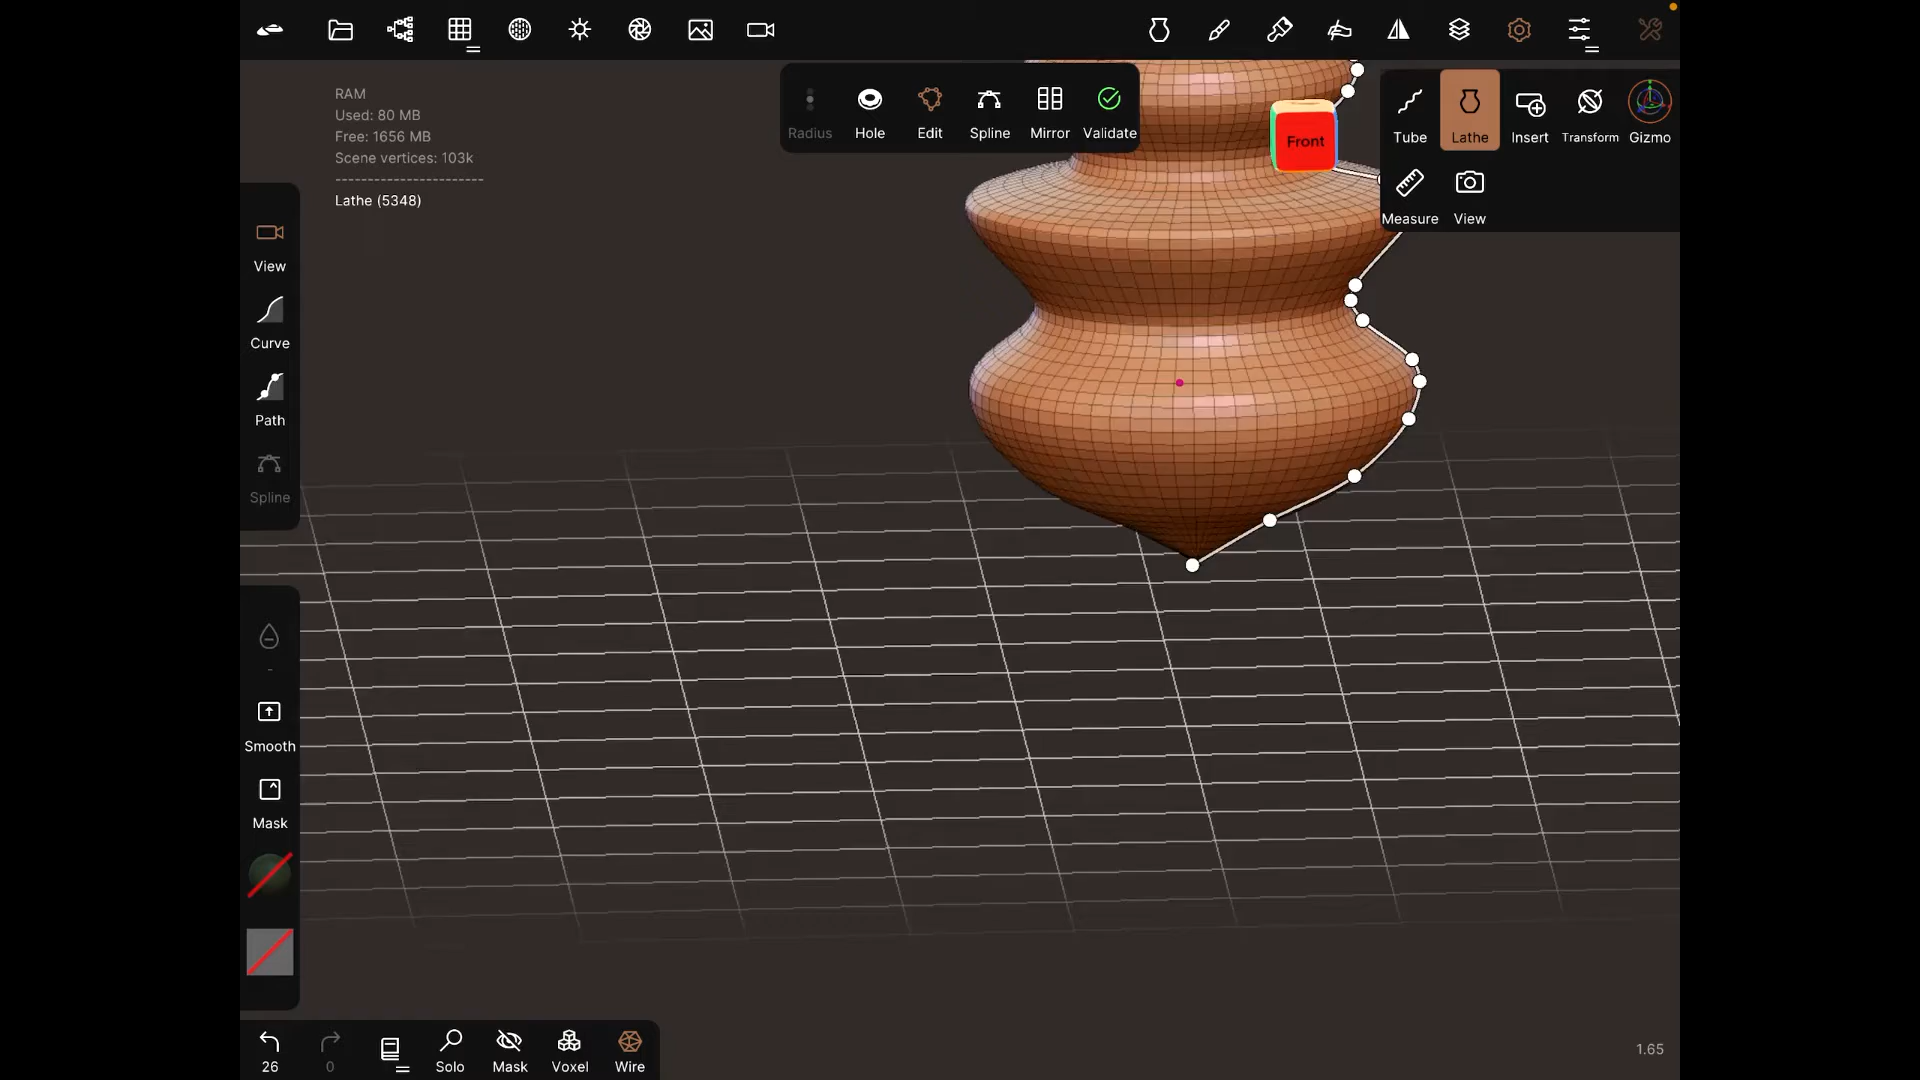 RAM
Used: 80 MB
Free: 1656 MB
Scene vertices: 103k
------------------------
Lathe (5348)
Radius
Hole
Edit
Spline
Mirror
Validate
Front
Tube
Lathe
Insert
Transform
Gizmo
Measure
View
View
Curve
Path
Spline
-
Smooth
Mask
26
0
Solo
Mask
Voxel
Wire
1.65